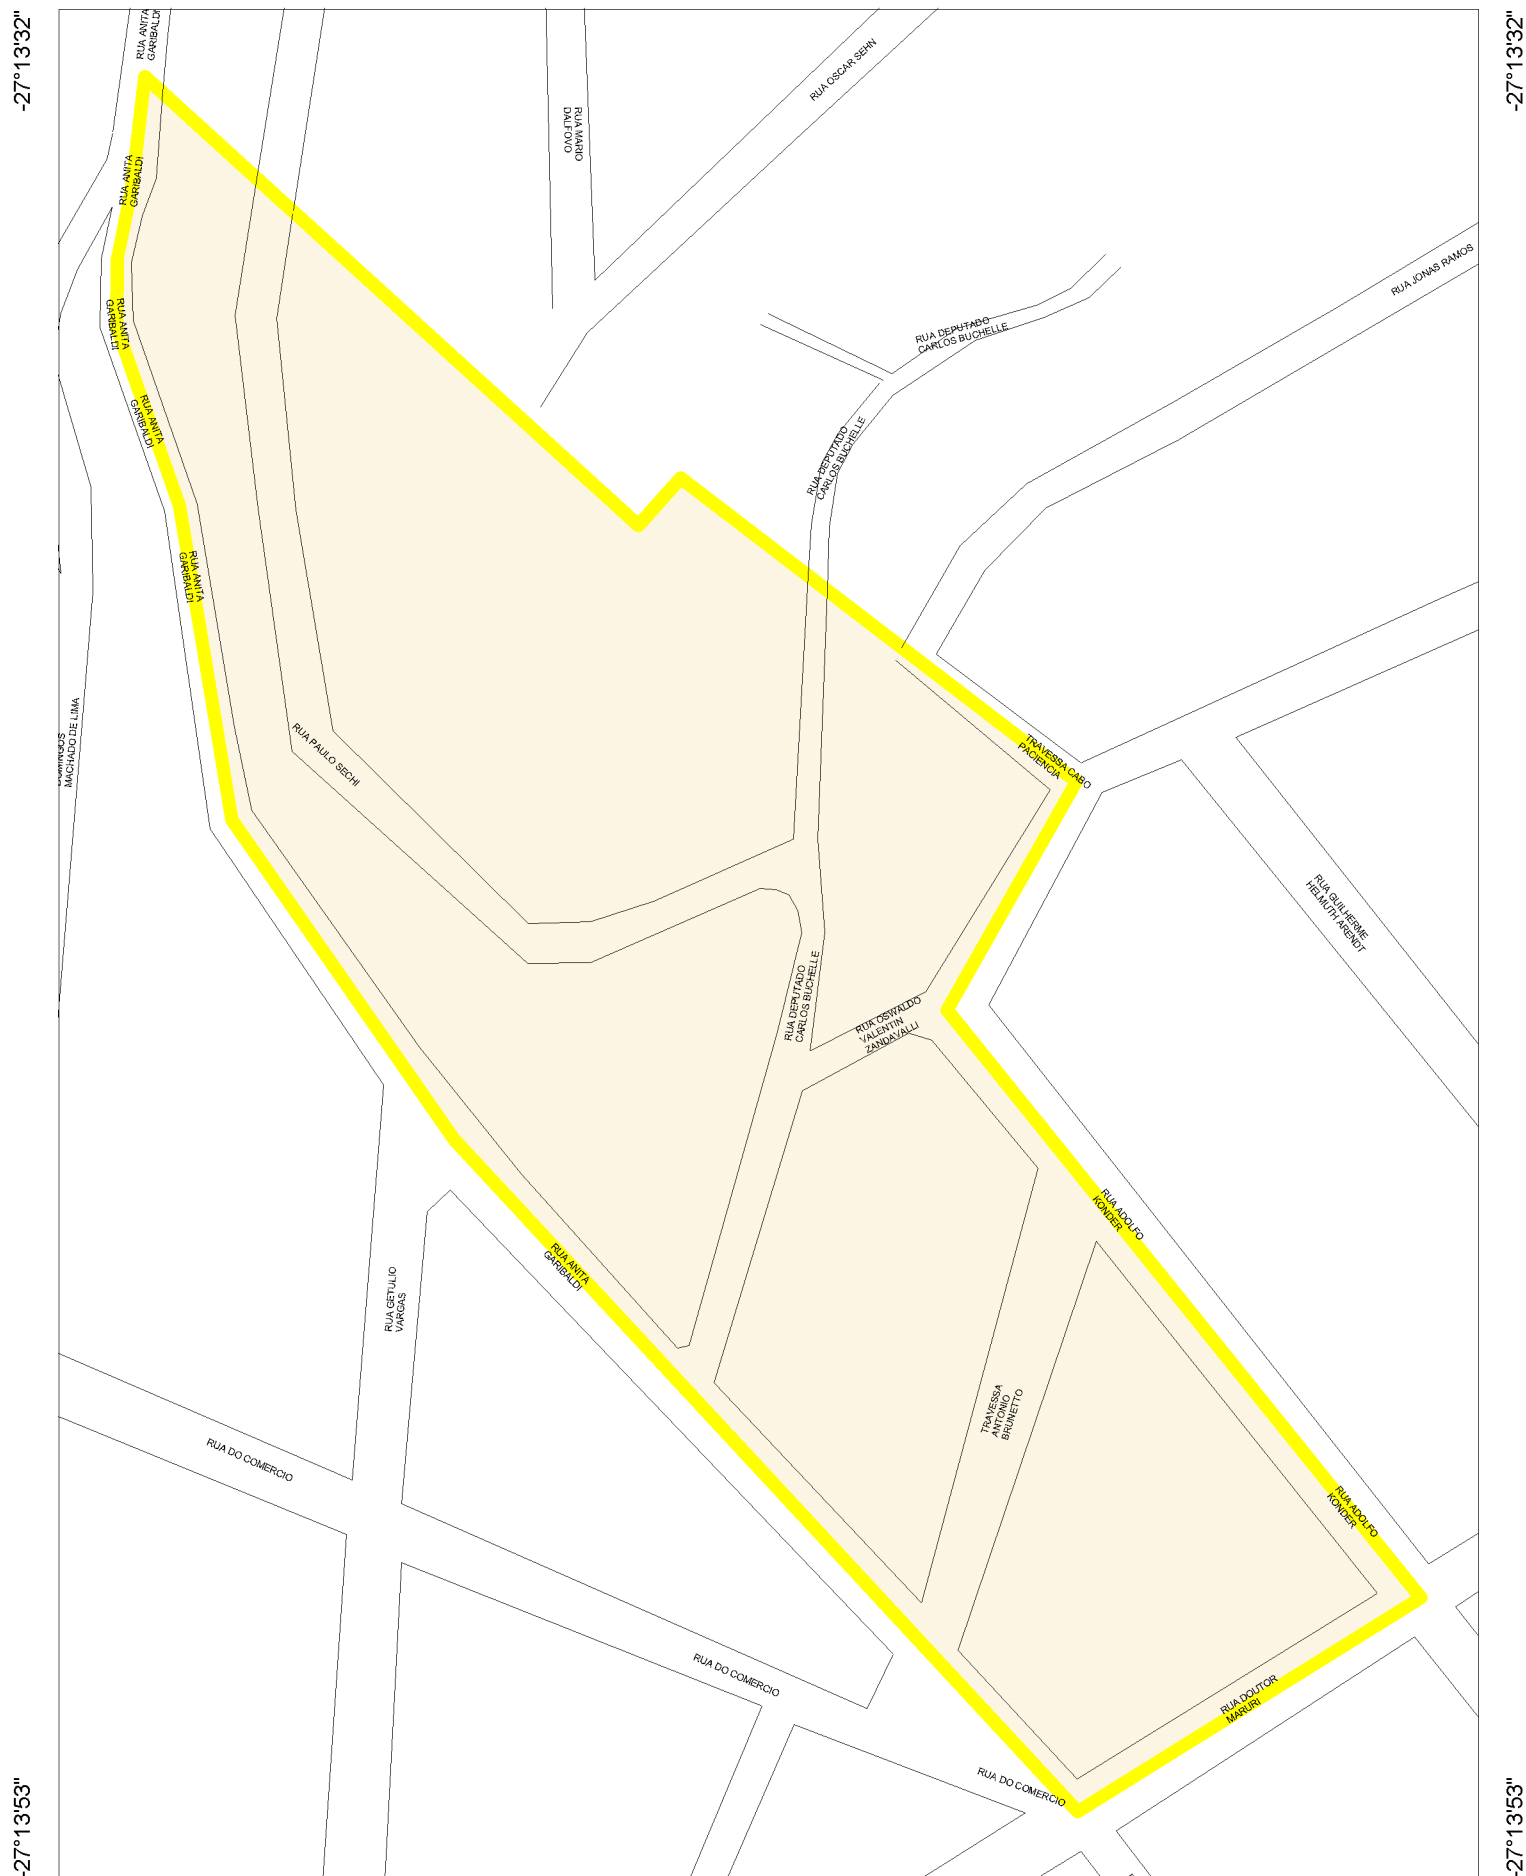 -27°13'32"
-27°13'32"
RUA ANITA
GARIBALDI
RUA OSCAR SEHN
RUA MARIO
DALFOVO
RUA ANITA
GARIBALDI
RUA JONAS RAMOS
RUA ANITA
GARIBALDI
RUA DEPUTADO
CARLOS BUCHELLE
RUA ANITA
GARIBALDI
RUA DEPUTADO
CARLOS BUCHELLE
RUA ANITA
GARIBALDI
DOMINGOS
MACHADO DE LIMA
RUA PAULO SECHI
TRAVESSA CABO
PACIENCIA
RUA GUILHERME
HELMUTH ARENDT
RUA DEPUTADO
CARLOS BUCHELLE
RUA OSWALDO
VALENTIN
ZANDAVALLI
RUA ADOLFO
KONDER
RUA ANITA
GARIBALDI
RUA GETULIO
VARGAS
TRAVESSA
ANTONIO
BRUNETTO
RUA DO COMERCIO
RUA ADOLFO
KONDER
RUA DO COMERCIO
RUA DOUTOR
MARURI
RUA DO COMERCIO
-27°13'53"
-27°13'53"